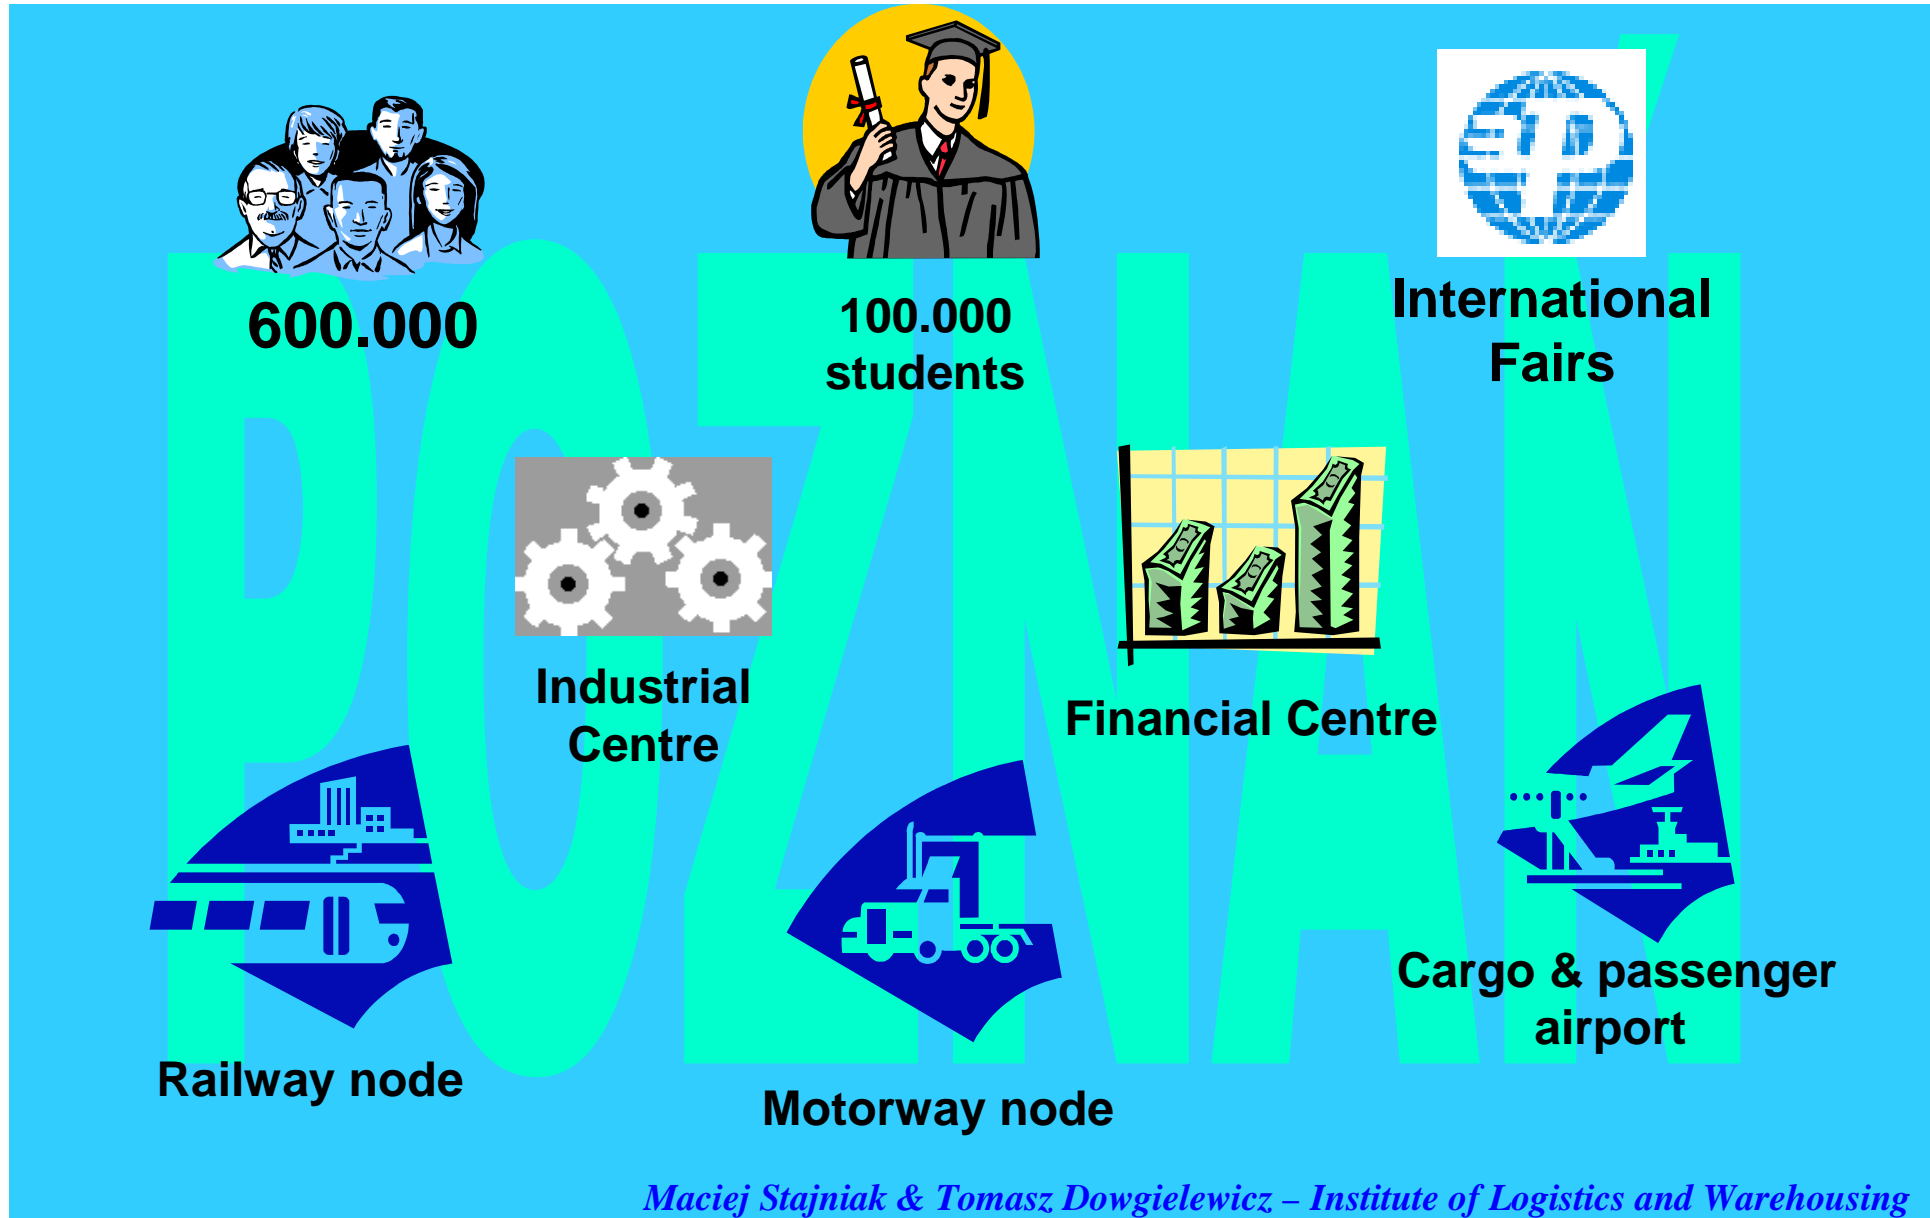 POZNAŃ
600.000
100.000
students
International
Fairs
Industrial
Centre
Financial Centre
Railway node
Motorway node
Cargo & passenger
airport
Maciej Stajniak & Tomasz Dowgielewicz – Institute of Logistics and Warehousing